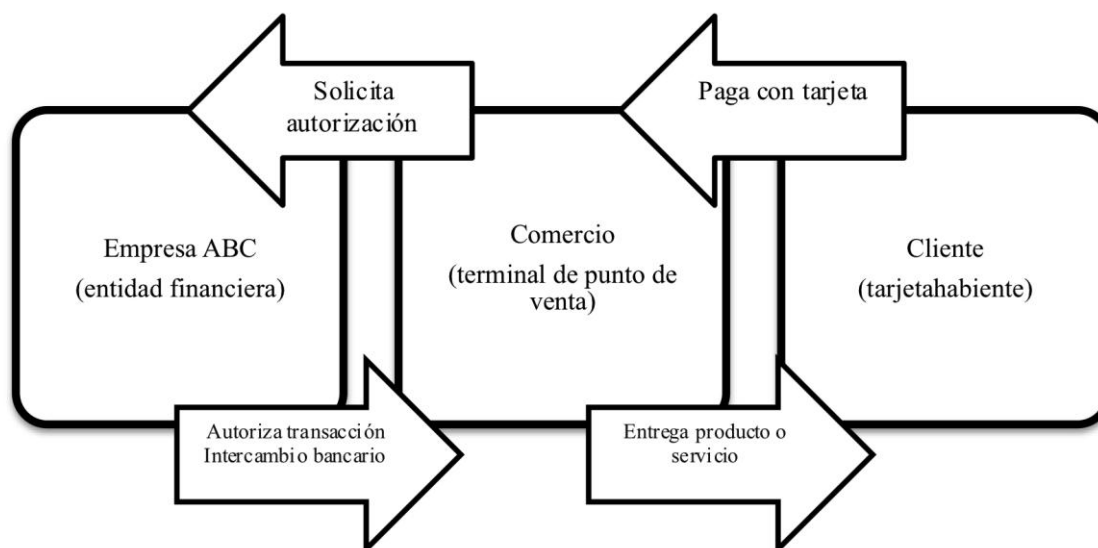 Solicita
autorización
Paga con tarjeta
Empresa ABC
(entidad financiera)
Comercio
(terminal de punto de
venta)
Cliente
(tarjetahabiente)
Autoriza transacción
Intercambio bancario
Entrega producto o
servicio